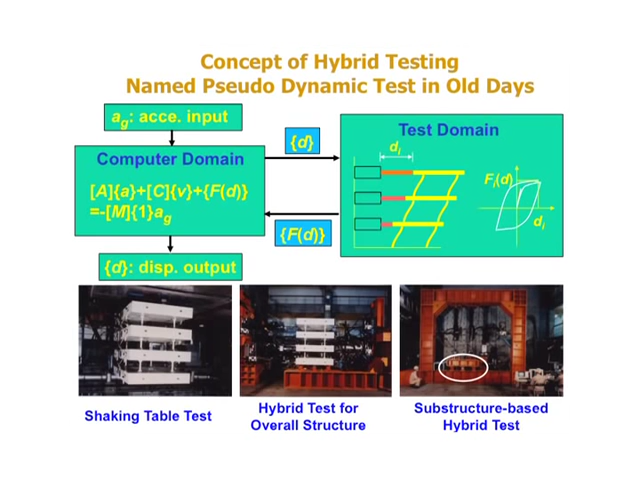 Concept of Hybrid Testing
Named Pseudo Dynamic Test in Old Days
ag: acce. input
{d}
Test Domain
di
Computer Domain
Fi(d)
[A]{a}+[C]{v}+{F(d)}
=-[M]{1}ag
di
{F(d)}
{d}: disp. output
Shaking Table Test
Hybrid Test for
Overall Structure
Substructure-based
Hybrid Test